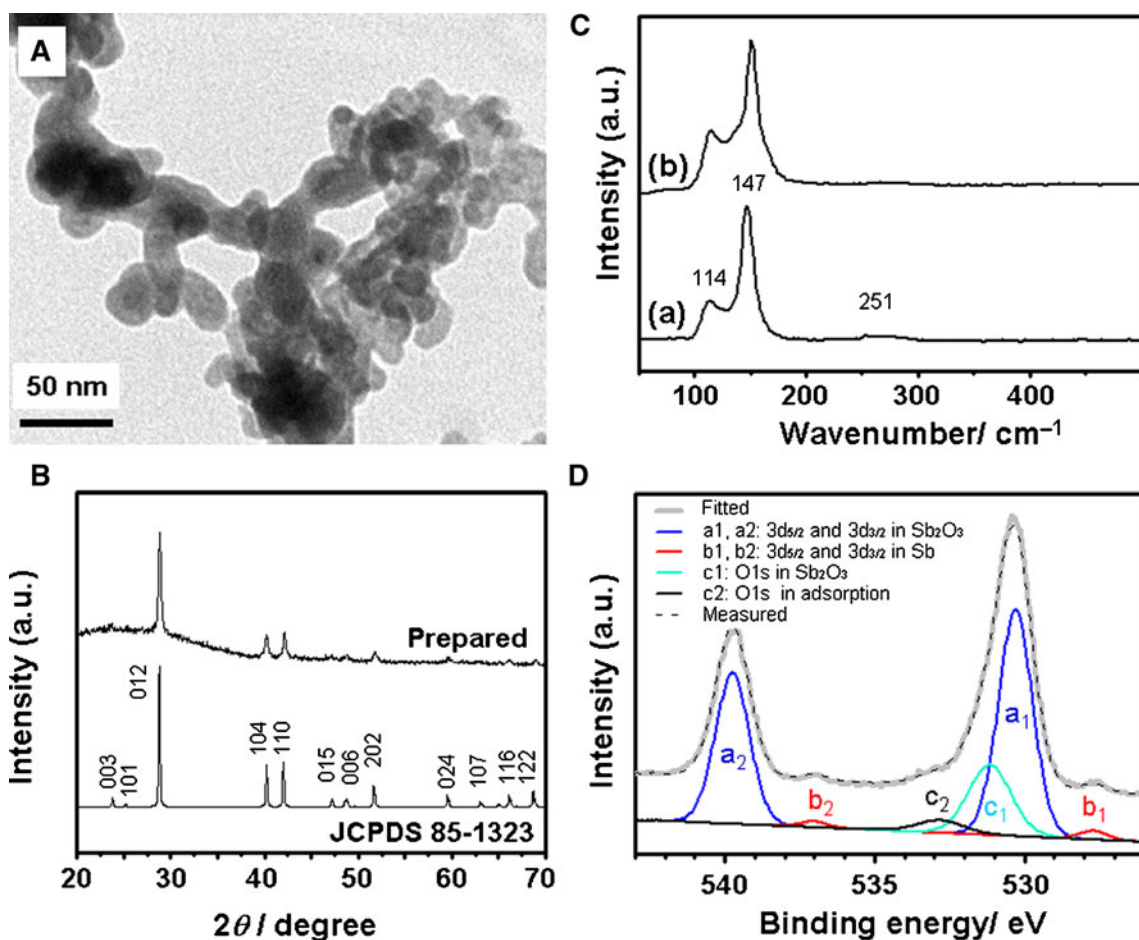 A
50 nm
B
Intensity (a.u.)
Prepared
012
003
101
104
110
015
006
202
024
107
116
122
JCPDS 85-1323
20 30 40 50 60 70
2θ / degree
C
Intensity (a.u.)
(b)
147
114
251
(a)
100 200 300 400
Wavenumber/ cm⁻¹
D
Intensity (a.u.)
Fitted
a1, a2: 3d₅/₂ and 3d₃/₂ in Sb₂O₃
b1, b2: 3d₅/₂ and 3d₃/₂ in Sb
c1: O1s in Sb₂O₃
c2: O1s in adsorption
Measured
a₂
b₂
c₂
c₁
a₁
b₁
540 535 530
Binding energy/ eV